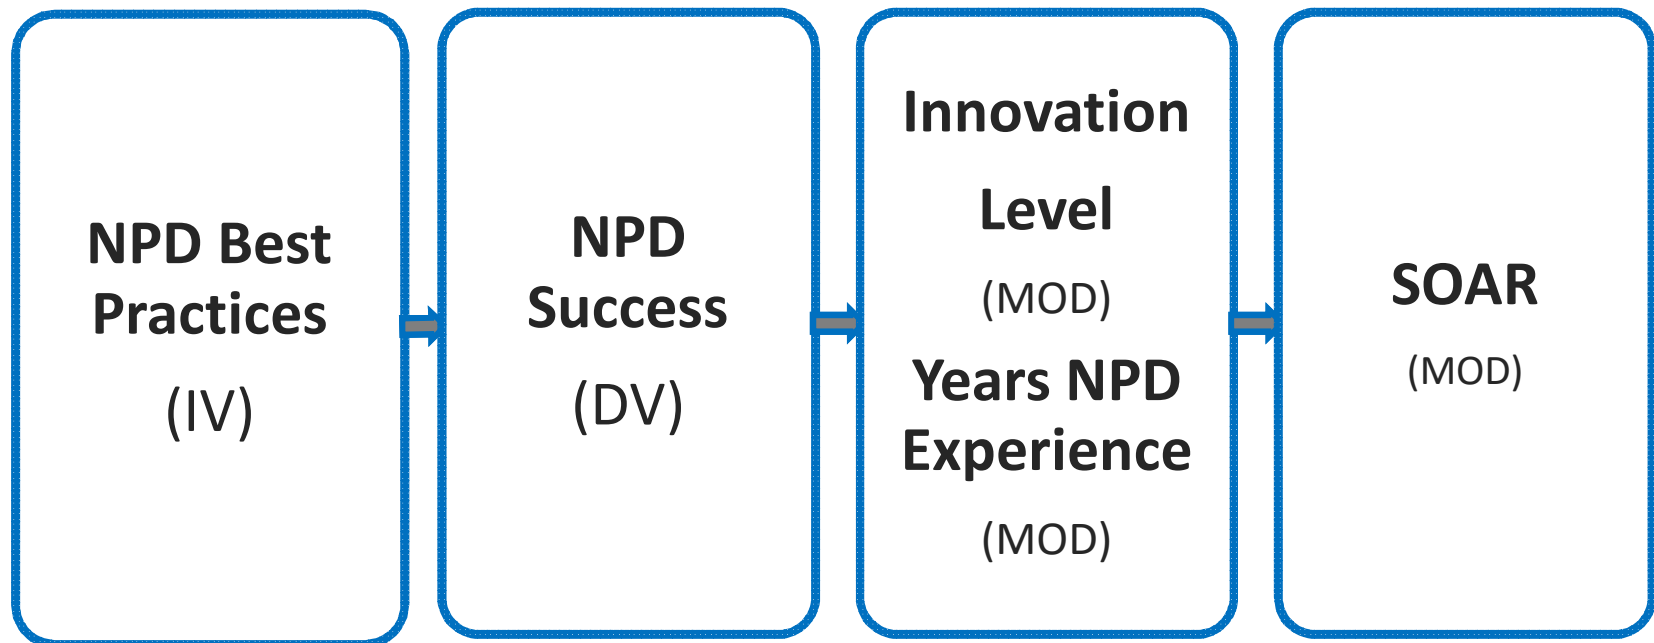 NPD Best
Practices
(IV)
NPD
Success
(DV)
Innovation
Level
(MOD)
Years NPD
Experience
(MOD)
SOAR
(MOD)